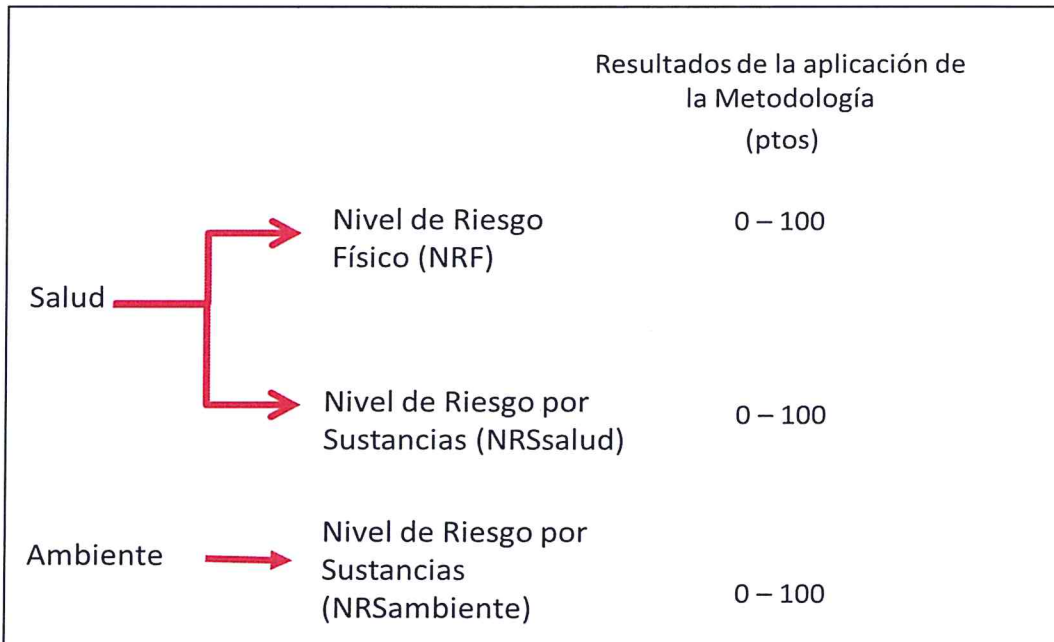 Resultados de la aplicación de
la Metodología
(ptos)
Nivel de Riesgo
Físico (NRF)
0 – 100
Salud
Nivel de Riesgo por
Sustancias (NRSsalud)
0 – 100
Ambiente
Nivel de Riesgo por
Sustancias
(NRSambiente)
0 – 100